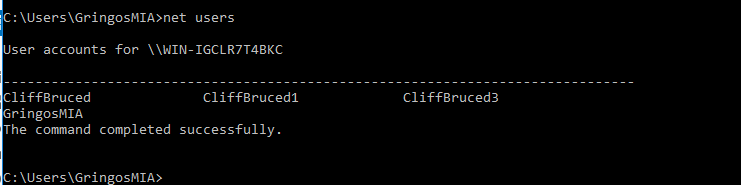 C:\Users\GringosMIA>net users
User accounts for \\WIN-IGCLR7T4BKC
-------------------------------------------------------------------------------
CliffBruced              CliffBruced1             CliffBruced3
GringosMIA
The command completed successfully.
C:\Users\GringosMIA>